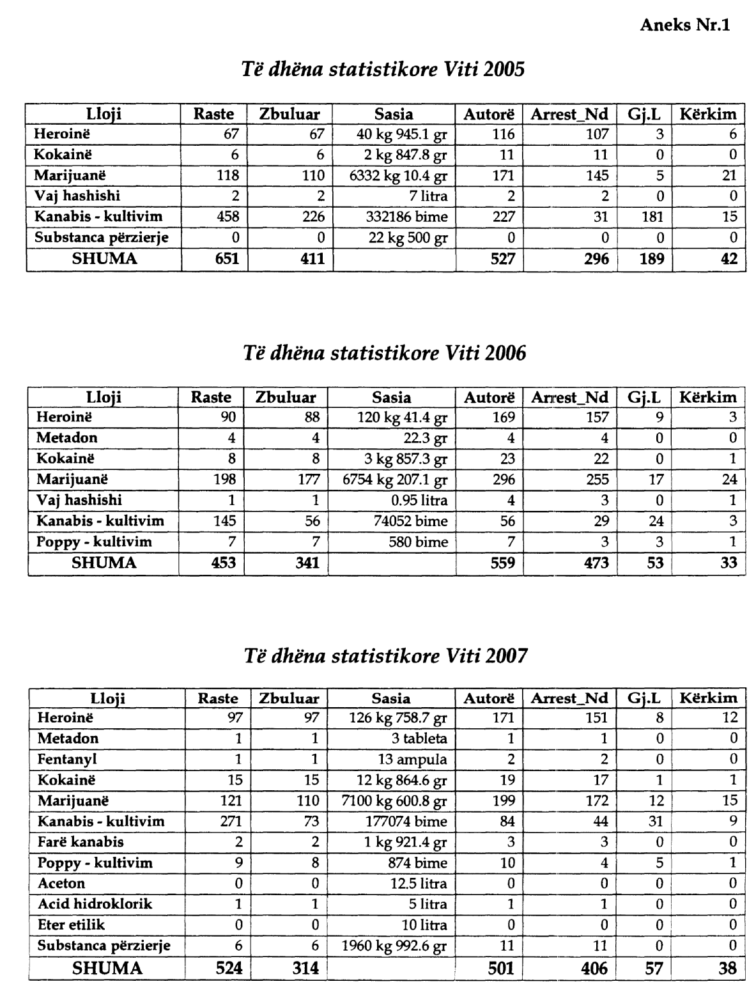 Aneks Nr.1
Të dhëna statistikore Viti 2005
Lloji Raste Zbuluar Sasia Autorë Arrest_Nd Gj.L Kërkim
Heroinë 67 67 40 kg 945.1 gr 116 107 3 6
Kokainë 6 6 2 kg 847.8 gr 11 11 0 0
Marijuanë 118 110 6332 kg 10.4 gr 171 145 5 21
Vaj hashishi 2 2 7 litra 2 2 0 0
Kanabis - kultivim 458 226 332186 bime 227 31 181 15
Substanca përzierje 0 0 22 kg 500 gr 0 0 0 0
SHUMA 651 411 527 296 189 42
Të dhëna statistikore Viti 2006
Lloji Raste Zbuluar Sasia Autorë Arrest_Nd Gj.L Kërkim
Heroinë 90 88 120 kg 41.4 gr 169 157 9 3
Metadon 4 4 22.3 gr 4 4 0 0
Kokainë 8 8 3 kg 857.3 gr 23 22 0 1
Marijuanë 198 177 6754 kg 207.1 gr 296 255 17 24
Vaj hashishi 1 1 0.95 litra 4 3 0 1
Kanabis - kultivim 145 56 74052 bime 56 29 24 3
Poppy - kultivim 7 7 580 bime 7 3 3 1
SHUMA 453 341 559 473 53 33
Të dhëna statistikore Viti 2007
Lloji Raste Zbuluar Sasia Autorë Arrest_Nd Gj.L Kërkim
Heroinë 97 97 126 kg 758.7 gr 171 151 8 12
Metadon 1 1 3 tableta 1 1 0 0
Fentanyl 1 1 13 ampula 2 2 0 0
Kokainë 15 15 12 kg 864.6 gr 19 17 1 1
Marijuanë 121 110 7100 kg 600.8 gr 199 172 12 15
Kanabis - kultivim 271 73 177074 bime 84 44 31 9
Farë kanabis 2 2 1 kg 921.4 gr 3 3 0 0
Poppy - kultivim 9 8 874 bime 10 4 5 1
Aceton 0 0 12.5 litra 0 0 0 0
Acid hidroklorik 1 1 5 litra 1 1 0 0
Eter etilik 0 0 10 litra 0 0 0 0
Substanca përzierje 6 6 1960 kg 992.6 gr 11 11 0 0
SHUMA 524 314 501 406 57 38